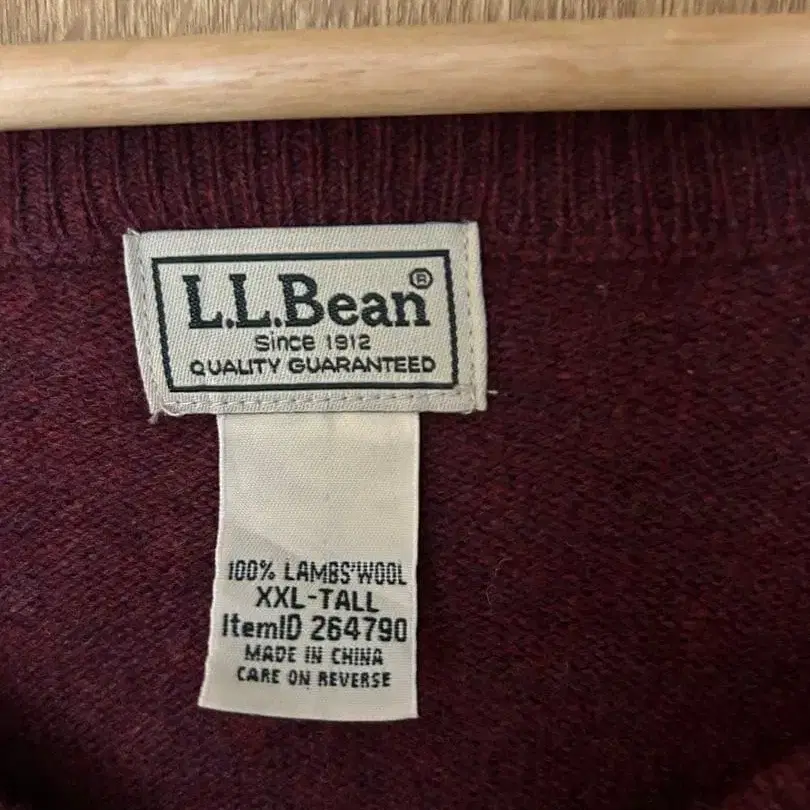 L.L.Bean®
Since 1912
QUALITY GUARANTEED
100% LAMBS'WOOL
XXL-TALL
ItemID 264790
MADE IN CHINA
CARE ON REVERSE